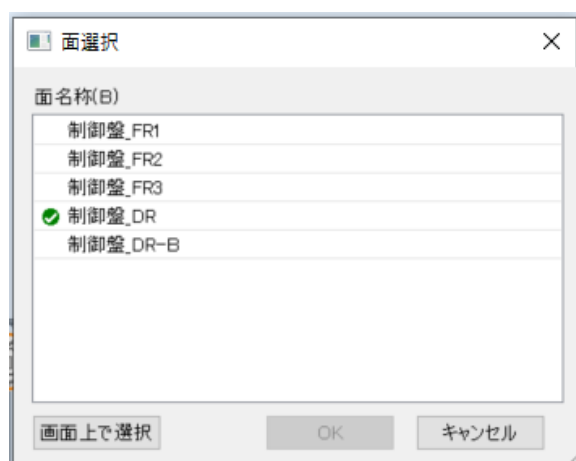 面選択
面名称(B)
制御盤_FR1
制御盤_FR2
制御盤_FR3
制御盤_DR
制御盤_DR-B
画面上で選択
OK
キャンセル